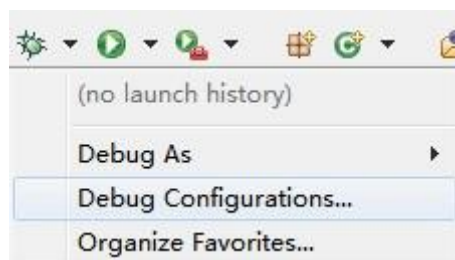 (no launch history)
Debug As
Debug Configurations...
Organize Favorites...